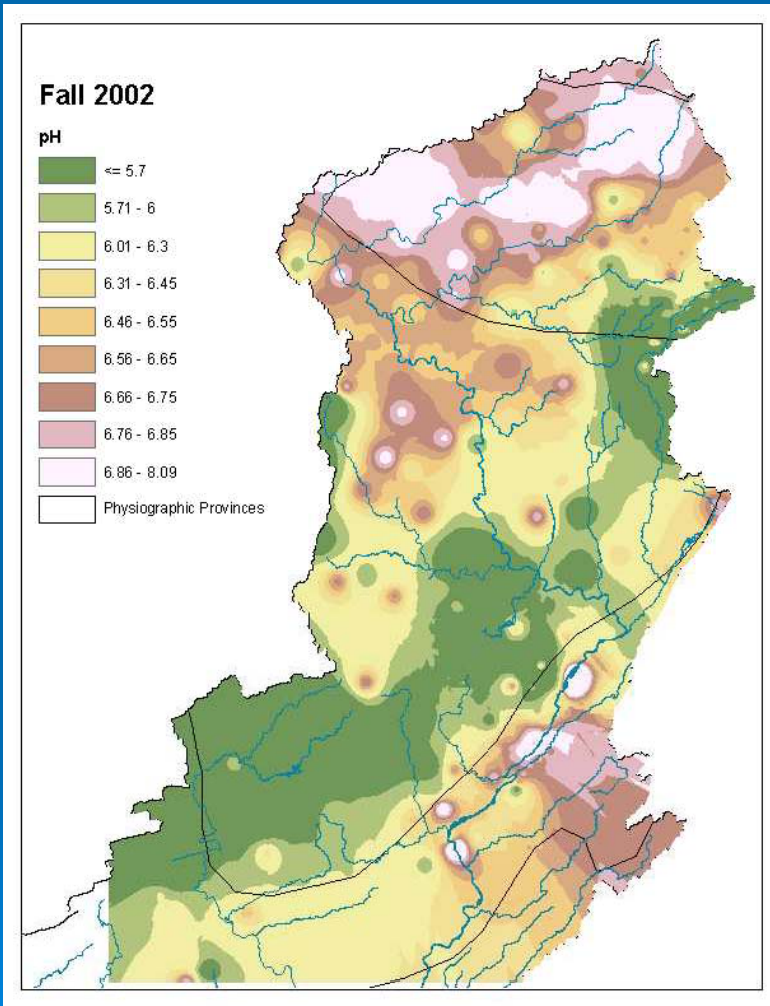 Fall 2002
pH
<= 5.7
5.71 - 6
6.01 - 6.3
6.31 - 6.45
6.46 - 6.55
6.56 - 6.65
6.66 - 6.75
6.76 - 6.85
6.86 - 8.09
Physiographic Provinces